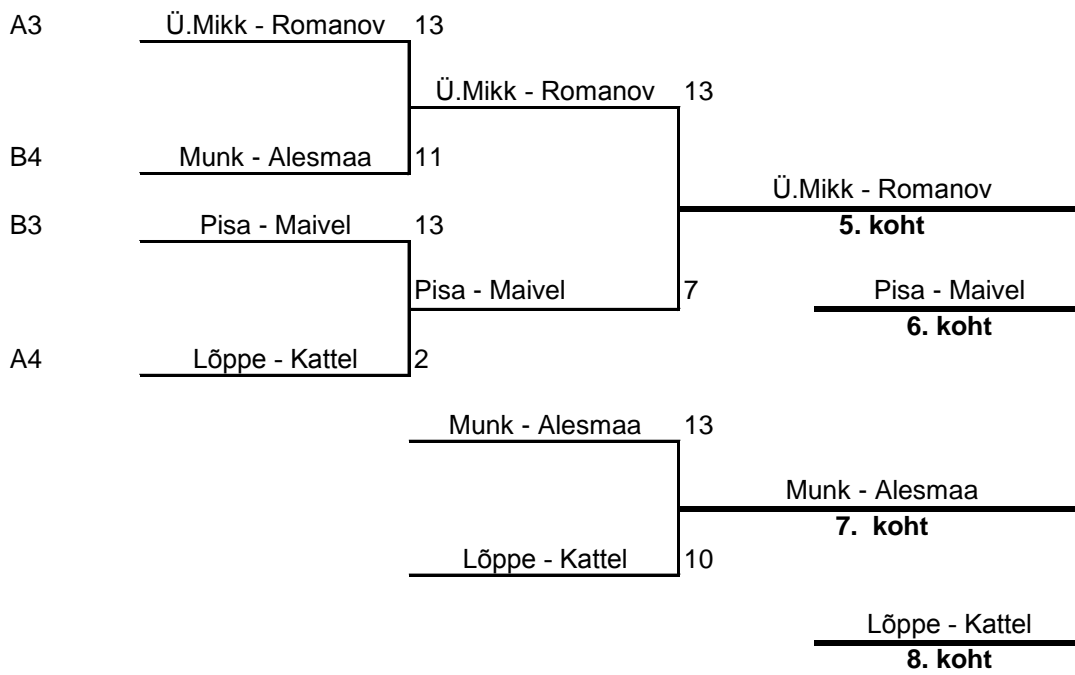 A3 Ü.Mikk - Romanov 13
Ü.Mikk - Romanov 13
B4 Munk - Alesmaa 11
Ü.Mikk - Romanov
B3 Pisa - Maivel 13
5. koht
Pisa - Maivel 7
Pisa - Maivel
6. koht
A4 Lõppe - Kattel 2
Munk - Alesmaa 13
Munk - Alesmaa
7. koht
Lõppe - Kattel 10
Lõppe - Kattel
8. koht